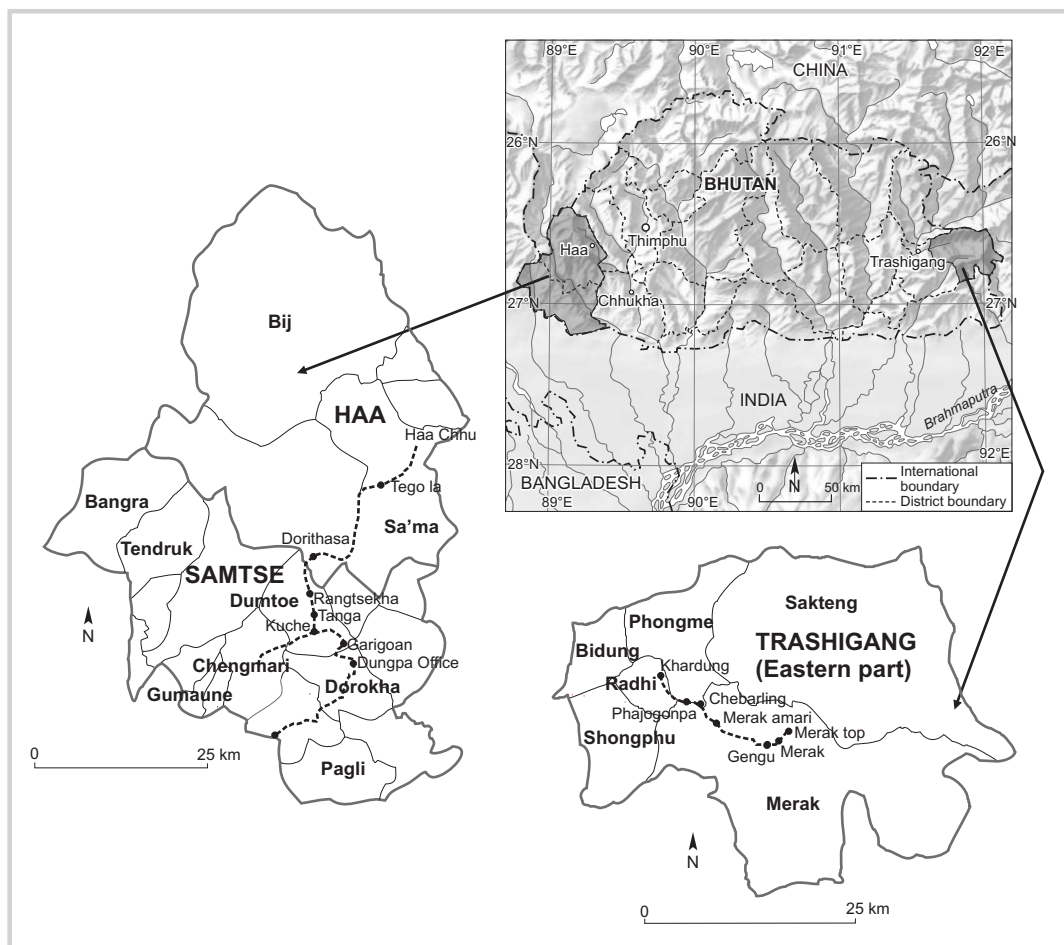 89°E
90°E
91°E
92°E
CHINA
26°N
26°N
BHUTAN
Thimphu
Haa
Trashigang
Chhukha
27°N
27°N
INDIA
Brahmaputra
28°N
92°E
BANGLADESH
89°E
90°E
0
50 km
N
International
boundary
District boundary
Bij
HAA
Haa Chhu
Tego la
Bangra
Sa'ma
Tendruk
Dorithasa
SAMTSE
Dumtoe
Rangtsekha
Tanga
Kuche
Garigoan
Chengmari
Dungpa Office
Gumaune
Dorokha
Pagli
N
0
25 km
Sakteng
Phongme
TRASHIGANG
(Eastern part)
Bidung
Khardung
Radhi
Chebarling
Phajogonpa
Merak amari
Shongphu
Merak top
Gengu
Merak
Merak
N
0
25 km